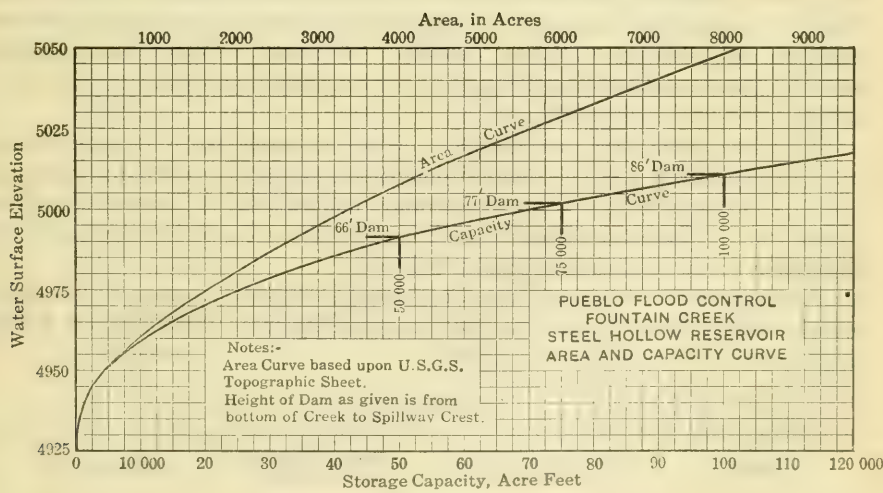 Area, in Acres
1000 2000 3000 4000 5000 6000 7000 8000 9000
5050
5025
5000
4975
4950
4925
Water Surface Elevation
Area Curve
86' Dam
77' Dam
66' Dam
Capacity Curve
50 000
75 000
100 000
PUEBLO FLOOD CONTROL
FOUNTAIN CREEK
STEEL HOLLOW RESERVOIR
AREA AND CAPACITY CURVE
Notes:-
Area Curve based upon U.S.G.S.
Topographic Sheet.
Height of Dam as given is from
bottom of Creek to Spillway Crest.
0 10 000 20 30 40 50 60 70 80 90 100 110 120 000
Storage Capacity, Acre Feet